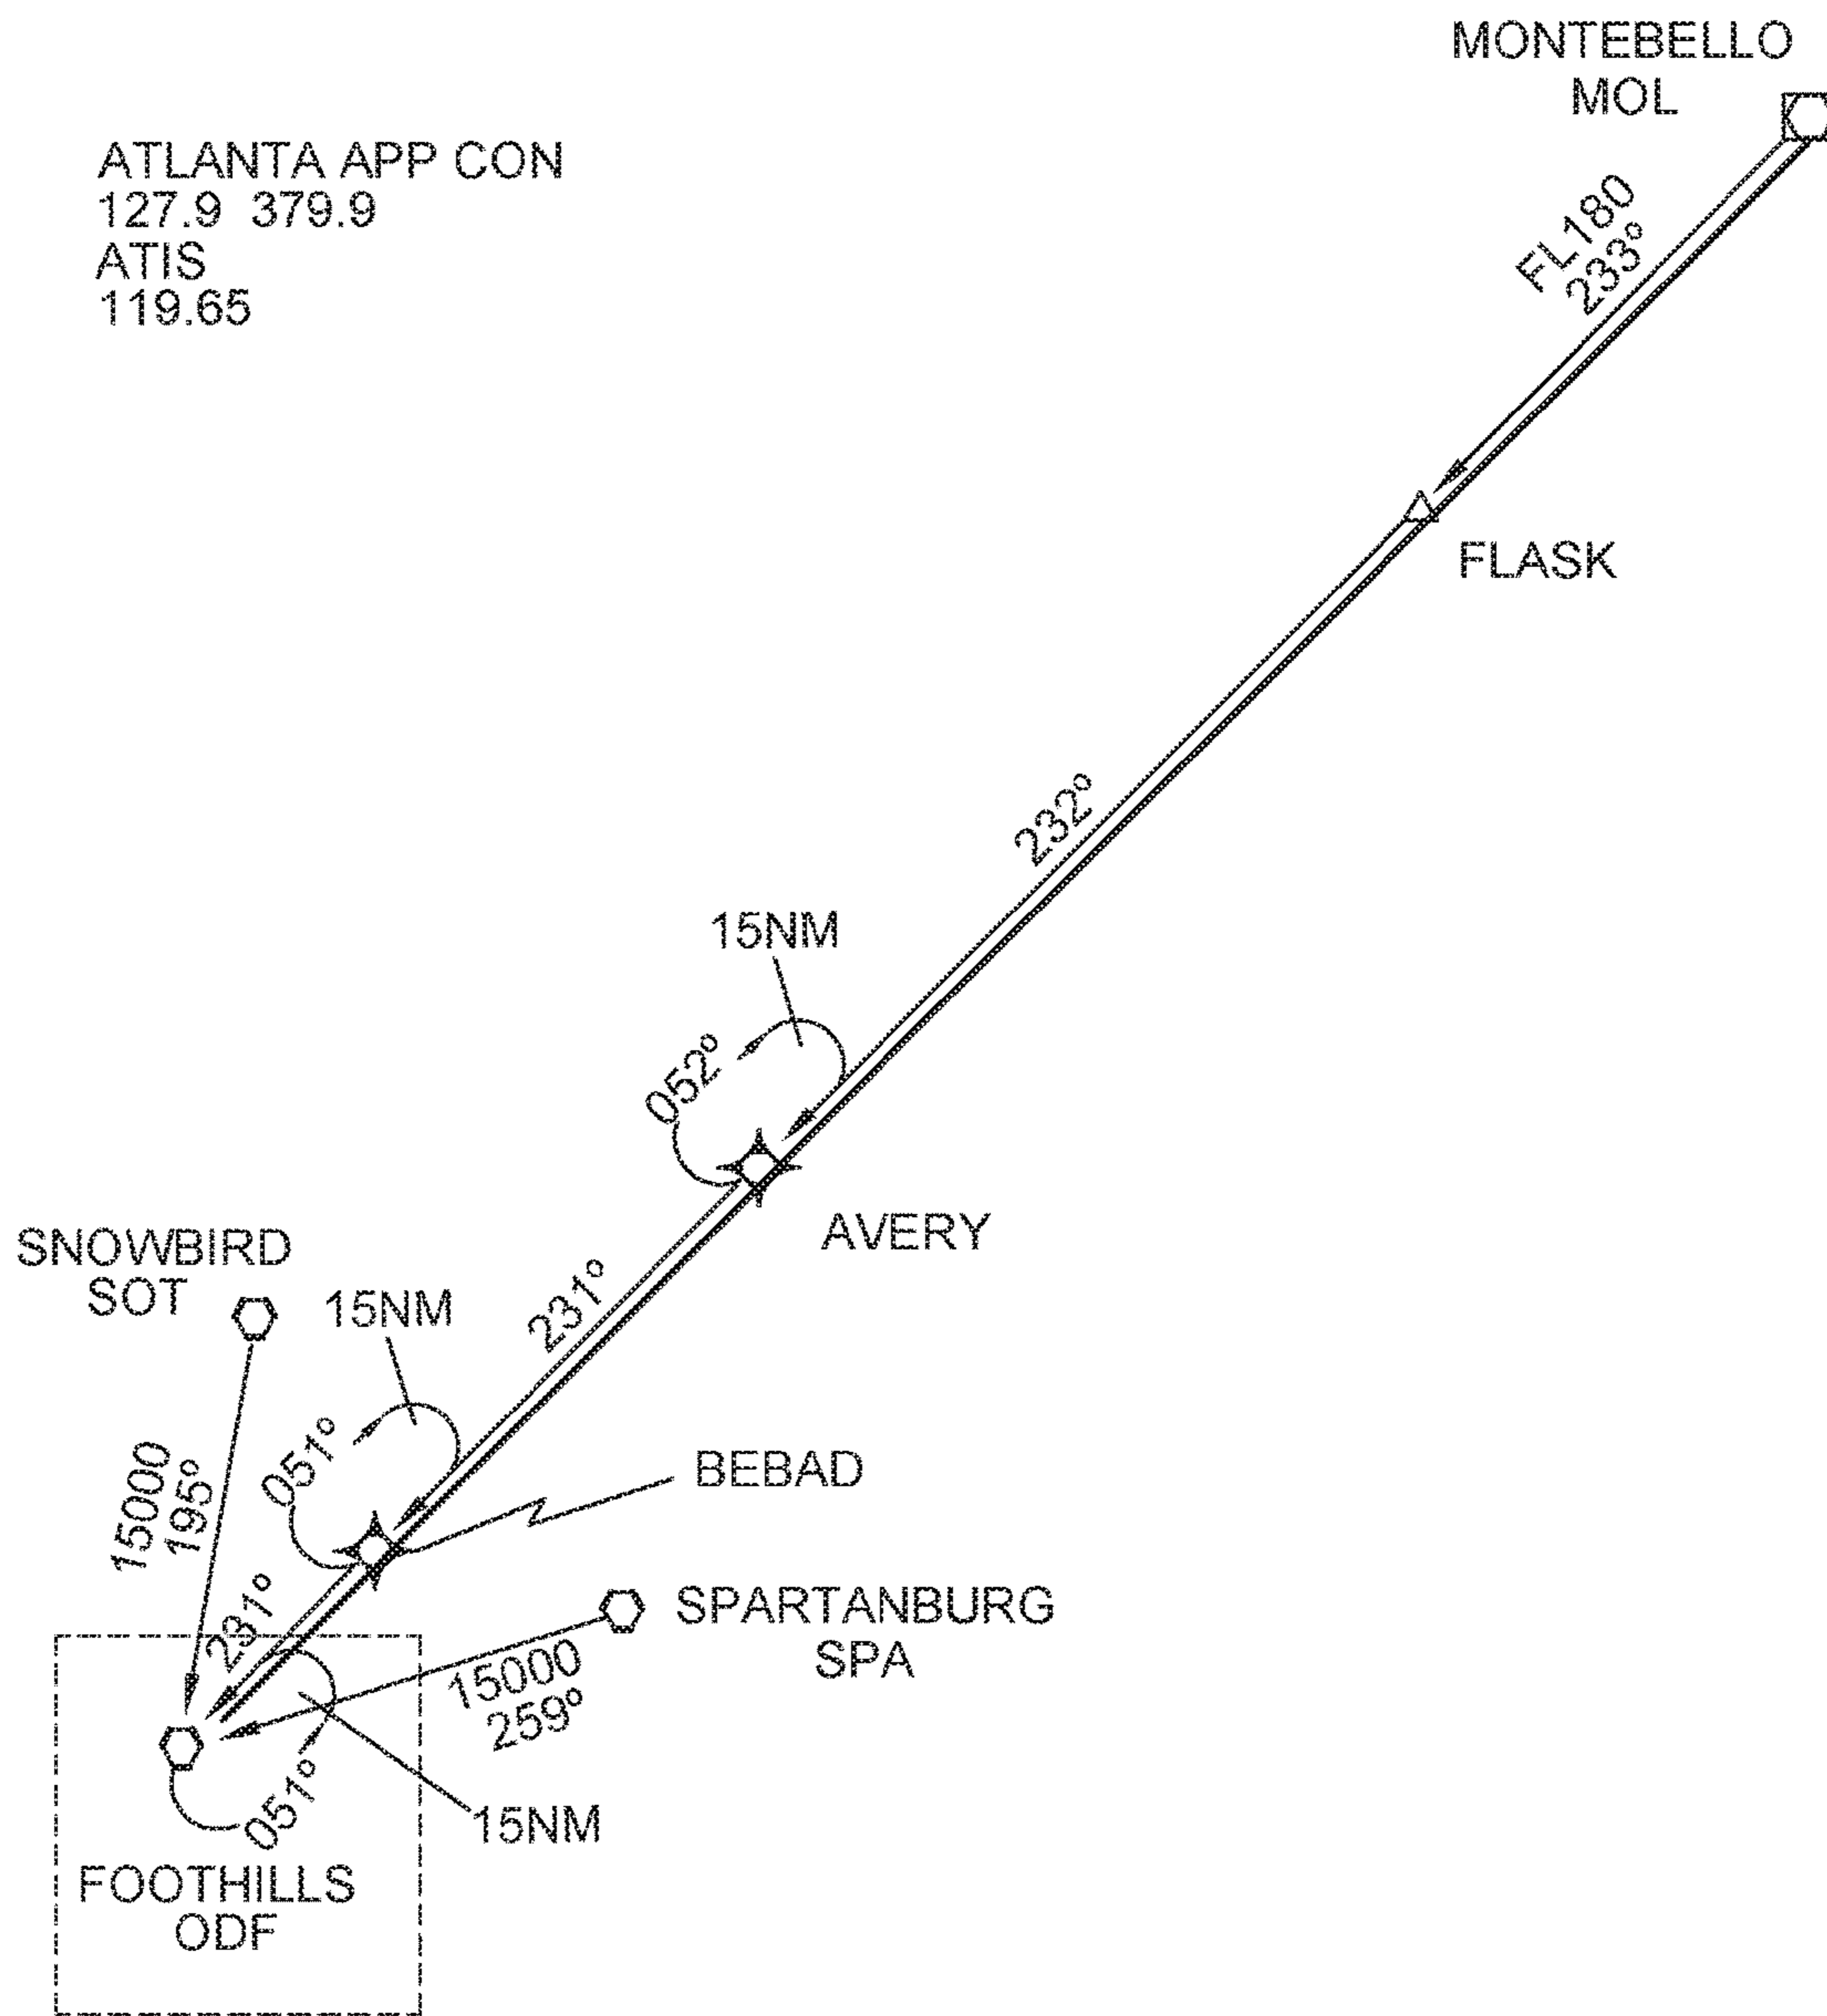 MONTEBELLO
MOL
ATLANTA APP CON
127.9 379.9
ATIS
119.65
FL180
233°
FLASK
232°
15NM
052°
AVERY
SNOWBIRD
SOT
15NM
231°
051°
BEBAD
15000
195°
231°
SPARTANBURG
SPA
15000
259°
051°
15NM
FOOTHILLS
ODF